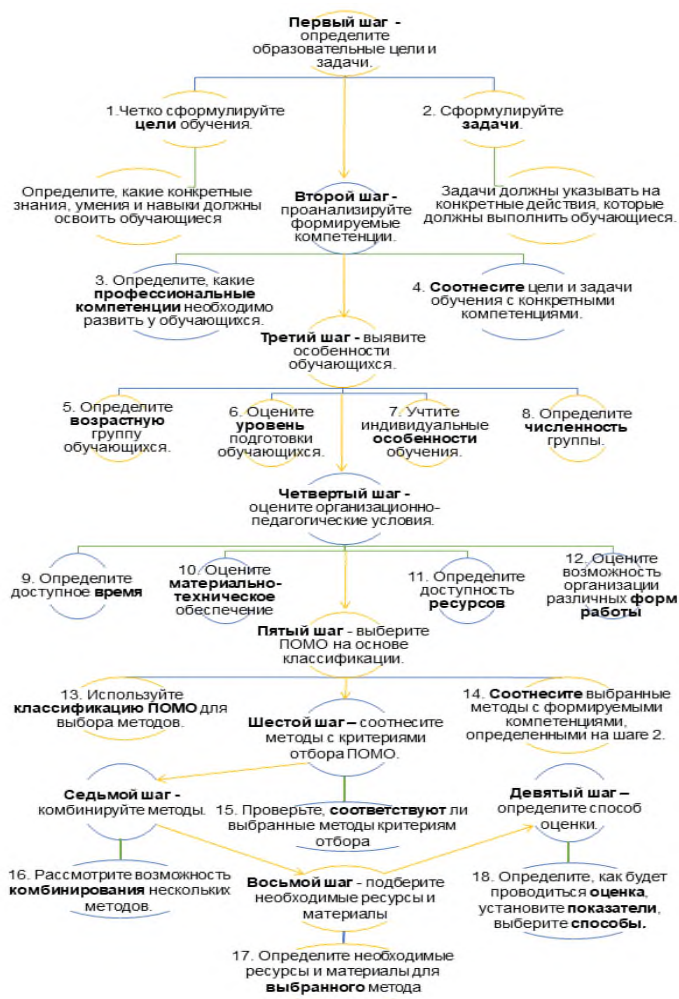 Первый шаг -
определите
образовательные цели и
задачи.
1.Четко сформулируйте
цели обучения.
2. Сформулируйте
задачи.
Определите, какие конкретные
знания, умения и навыки должны
освоить обучающиеся
Второй шаг -
проанализируйте
формируемые
компетенции.
Задачи должны указывать на
конкретные действия, которые
должны выполнить обучающиеся.
3. Определите, какие
профессиональные
компетенции необходимо
развить у обучающихся.
4. Соотнесите цели и задачи
обучения с конкретными
компетенциями.
Третий шаг - выявите
особенности
обучающихся.
5. Определите
возрастную
группу
обучающихся.
6. Оцените
уровень
подготовки
обучающихся.
7. Учтите
индивидуальные
особенности
обучения.
8. Определите
численность
группы.
Четвертый шаг -
оцените организационно-
педагогические условия.
9. Определите
доступное время
10. Оцените
материально-
техническое
обеспечение
11. Определите
доступность
ресурсов
12. Оцените
возможность
организации
различных форм
работы
Пятый шаг - выберите
ПОМО на основе
классификации.
13. Используйте
классификацию ПОМО для
выбора методов.
14. Соотнесите выбранные
методы с формируемыми
компетенциями,
определенными на шаге 2.
Шестой шаг – соотнесите
методы с критериями
отбора ПОМО.
Седьмой шаг -
комбинируйте методы.
15. Проверьте, соответствуют ли
выбранные методы критериям
отбора
Девятый шаг –
определите способ
оценки.
16. Рассмотрите возможность
комбинирования нескольких
методов.
Восьмой шаг - подберите
необходимые ресурсы и
материалы
18. Определите, как будет
проводиться оценка,
установите показатели,
выберите способы.
17. Определите необходимые
ресурсы и материалы для
выбранного метода